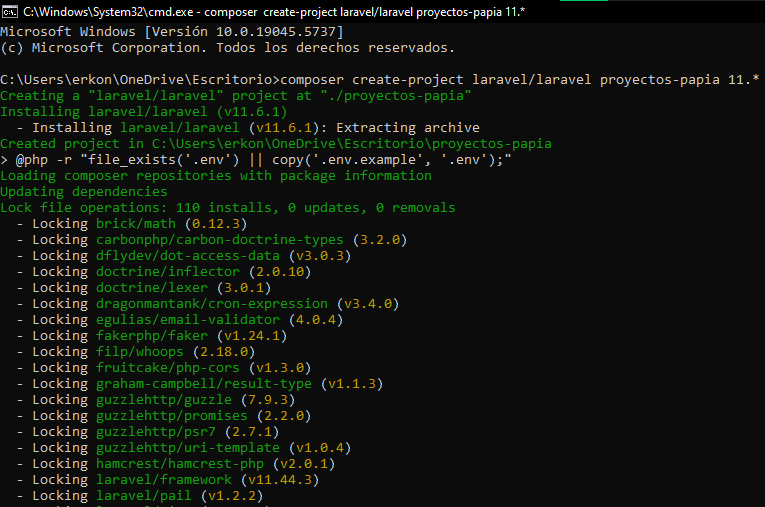 C:\Windows\System32\cmd.exe - composer create-project laravel/laravel proyectos-papia 11.*
Microsoft Windows [Versión 10.0.19045.5737]
(c) Microsoft Corporation. Todos los derechos reservados.
C:\Users\erkon\OneDrive\Escritorio>composer create-project laravel/laravel proyectos-papia 11.*
Creating a "laravel/laravel" project at "./proyectos-papia"
Installing laravel/laravel (v11.6.1)
- Installing laravel/laravel (v11.6.1): Extracting archive
Created project in C:\Users\erkon\OneDrive\Escritorio\proyectos-papia
> @php -r "file_exists('.env') || copy('.env.example', '.env');"
Loading composer repositories with package information
Updating dependencies
Lock file operations: 110 installs, 0 updates, 0 removals
- Locking brick/math (0.12.3)
- Locking carbonphp/carbon-doctrine-types (3.2.0)
- Locking dflydev/dot-access-data (v3.0.3)
- Locking doctrine/inflector (2.0.10)
- Locking doctrine/lexer (3.0.1)
- Locking dragonmantank/cron-expression (v3.4.0)
- Locking egulias/email-validator (4.0.4)
- Locking fakerphp/faker (v1.24.1)
- Locking filp/whoops (2.18.0)
- Locking fruitcake/php-cors (v1.3.0)
- Locking graham-campbell/result-type (v1.1.3)
- Locking guzzlehttp/guzzle (7.9.3)
- Locking guzzlehttp/promises (2.2.0)
- Locking guzzlehttp/psr7 (2.7.1)
- Locking guzzlehttp/uri-template (v1.0.4)
- Locking hamcrest/hamcrest-php (v2.0.1)
- Locking laravel/framework (v11.44.3)
- Locking laravel/pail (v1.2.2)